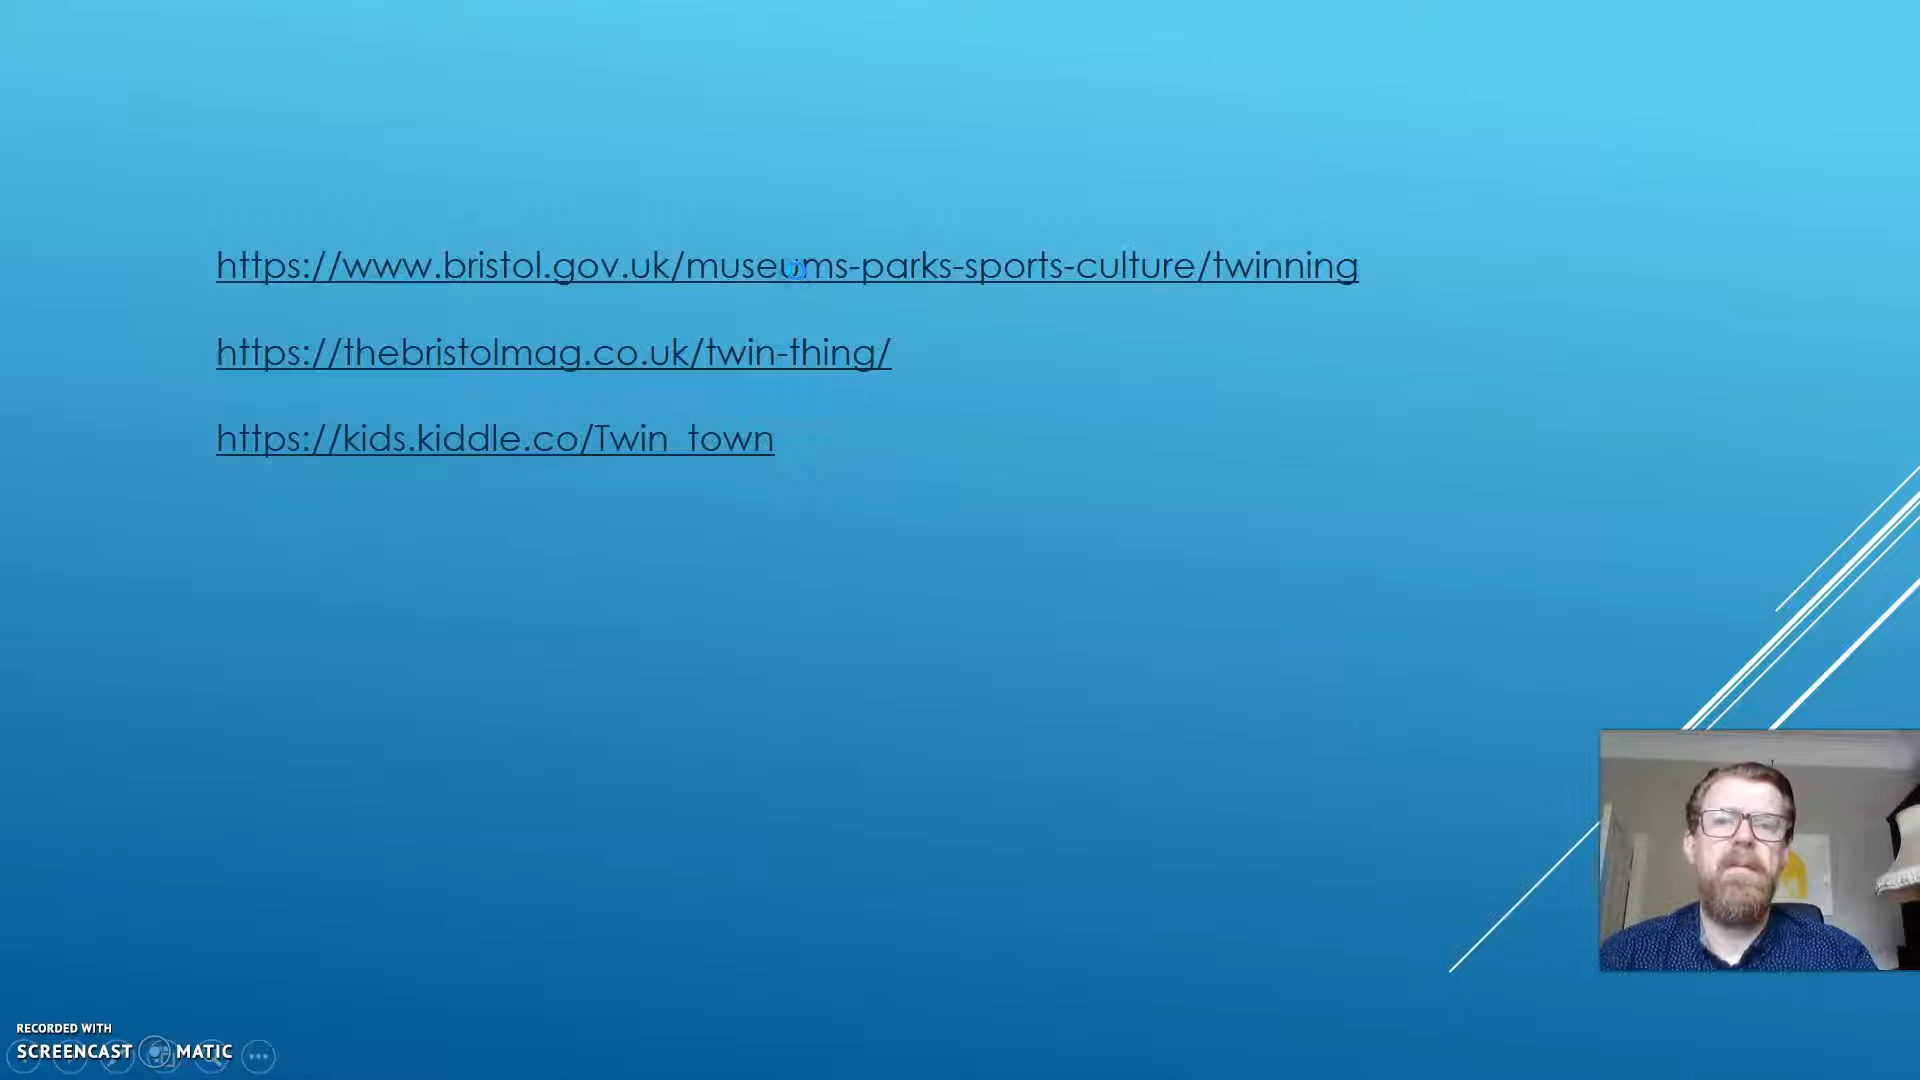 https://www.bristol.gov.uk/museums-parks-sports-culture/twinning
https://thebristolmag.co.uk/twin-thing/
https://kids.kiddle.co/Twin_town
RECORDED WITH
SCREENCAST MATIC